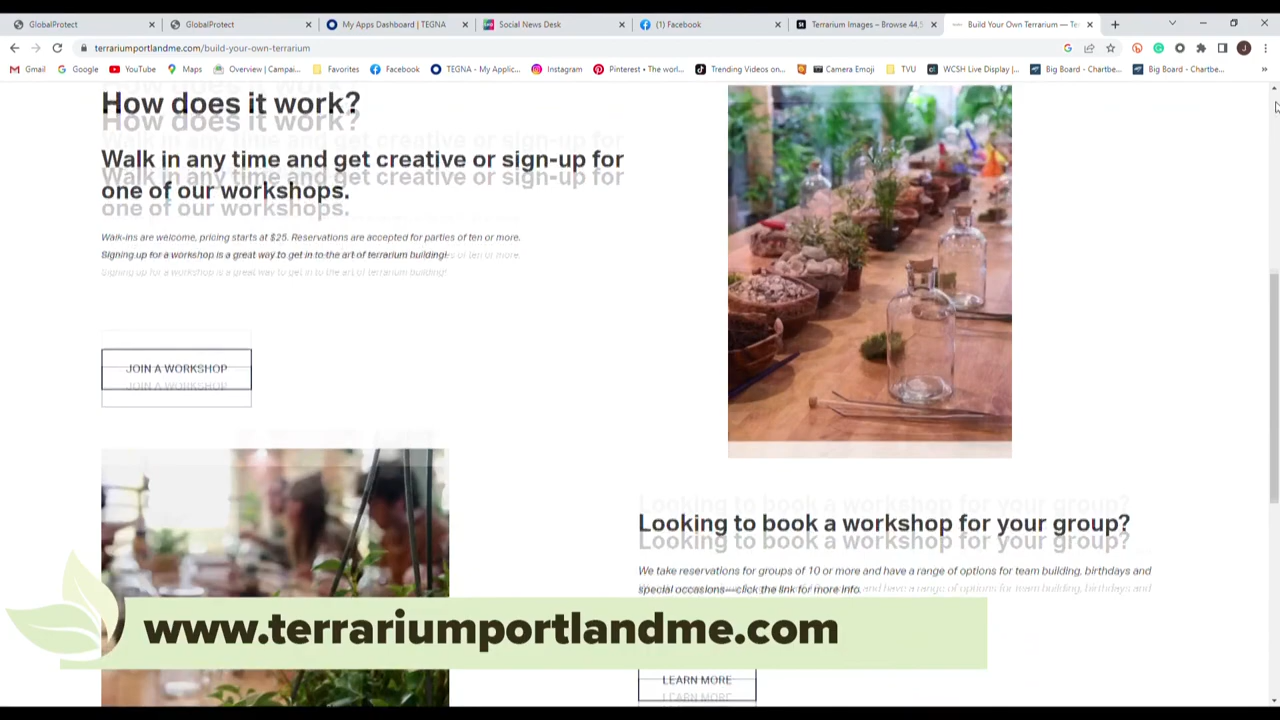 GlobalProtect
GlobalProtect
My Apps Dashboard | TEGNA
Social News Desk
(1) Facebook
Terrarium Images – Browse 44,5
Build Your Own Terrarium — Te
terrariumportlandme.com/build-your-own-terrarium
J
Gmail
Google
YouTube
Maps
Overview | Campai...
Favorites
Facebook
TEGNA - My Applic...
Instagram
Pinterest • The worl...
Trending Videos on...
Camera Emoji
TVU
WCSH Live Display |...
Big Board - Chartbe...
Big Board - Chartbe...
How does it work?
Walk in any time and get creative or sign-up for
one of our workshops.
Walk-ins are welcome, pricing starts at $25. Reservations are accepted for parties of ten or more.
Signing up for a workshop is a great way to get in to the art of terrarium building!
JOIN A WORKSHOP
Looking to book a workshop for your group?
We take reservations for groups of 10 or more and have a range of options for team building, birthdays and
special occasions—click the link for more info.
www.terrariumportlandme.com
LEARN MORE